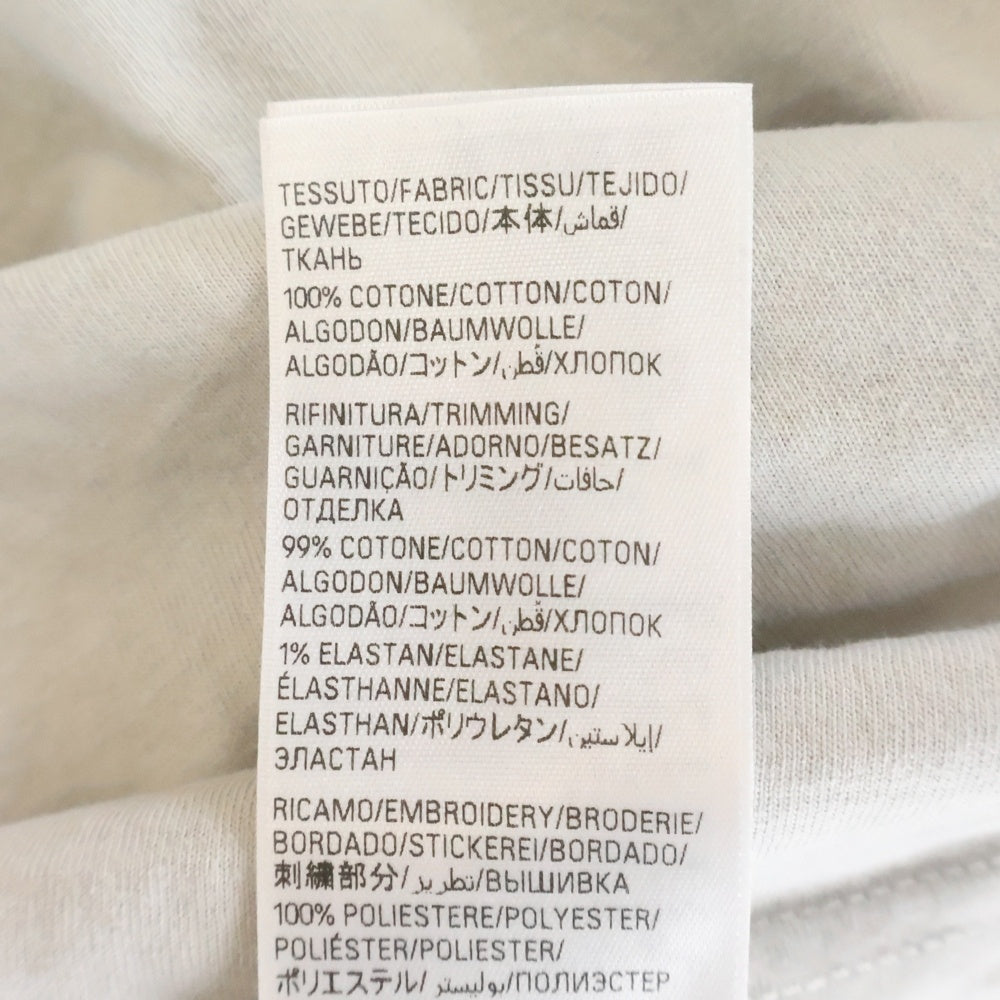 TESSUTO/FABRIC/TISSU/TEJIDO/
GEWEBE/TECIDO/本体/قماش/
ТКАНЬ
100% COTONE/COTTON/COTON/
ALGODON/BAUMWOLLE/
ALGODÃO/コットン/قُطن/ХЛОПОК
RIFINITURA/TRIMMING/
GARNITURE/ADORNO/BESATZ/
GUARNIÇÃO/トリミング/حافات/
ОТДЕЛКА
99% COTONE/COTTON/COTON/
ALGODON/BAUMWOLLE/
ALGODÃO/コットン/قُطن/ХЛОПОК
1% ELASTAN/ELASTANE/
ÉLASTHANNE/ELASTANO/
ELASTHAN/ポリウレタン/إيلاستين/
ЭЛАСТАН
RICAMO/EMBROIDERY/BRODERIE/
BORDADO/STICKEREI/BORDADO/
刺繍部分/تطريز/ВЫШИВКА
100% POLIESTERE/POLYESTER/
POLIÉSTER/POLIESTER/
ポリエステル/بوليستر/ПОЛИЭСТЕР